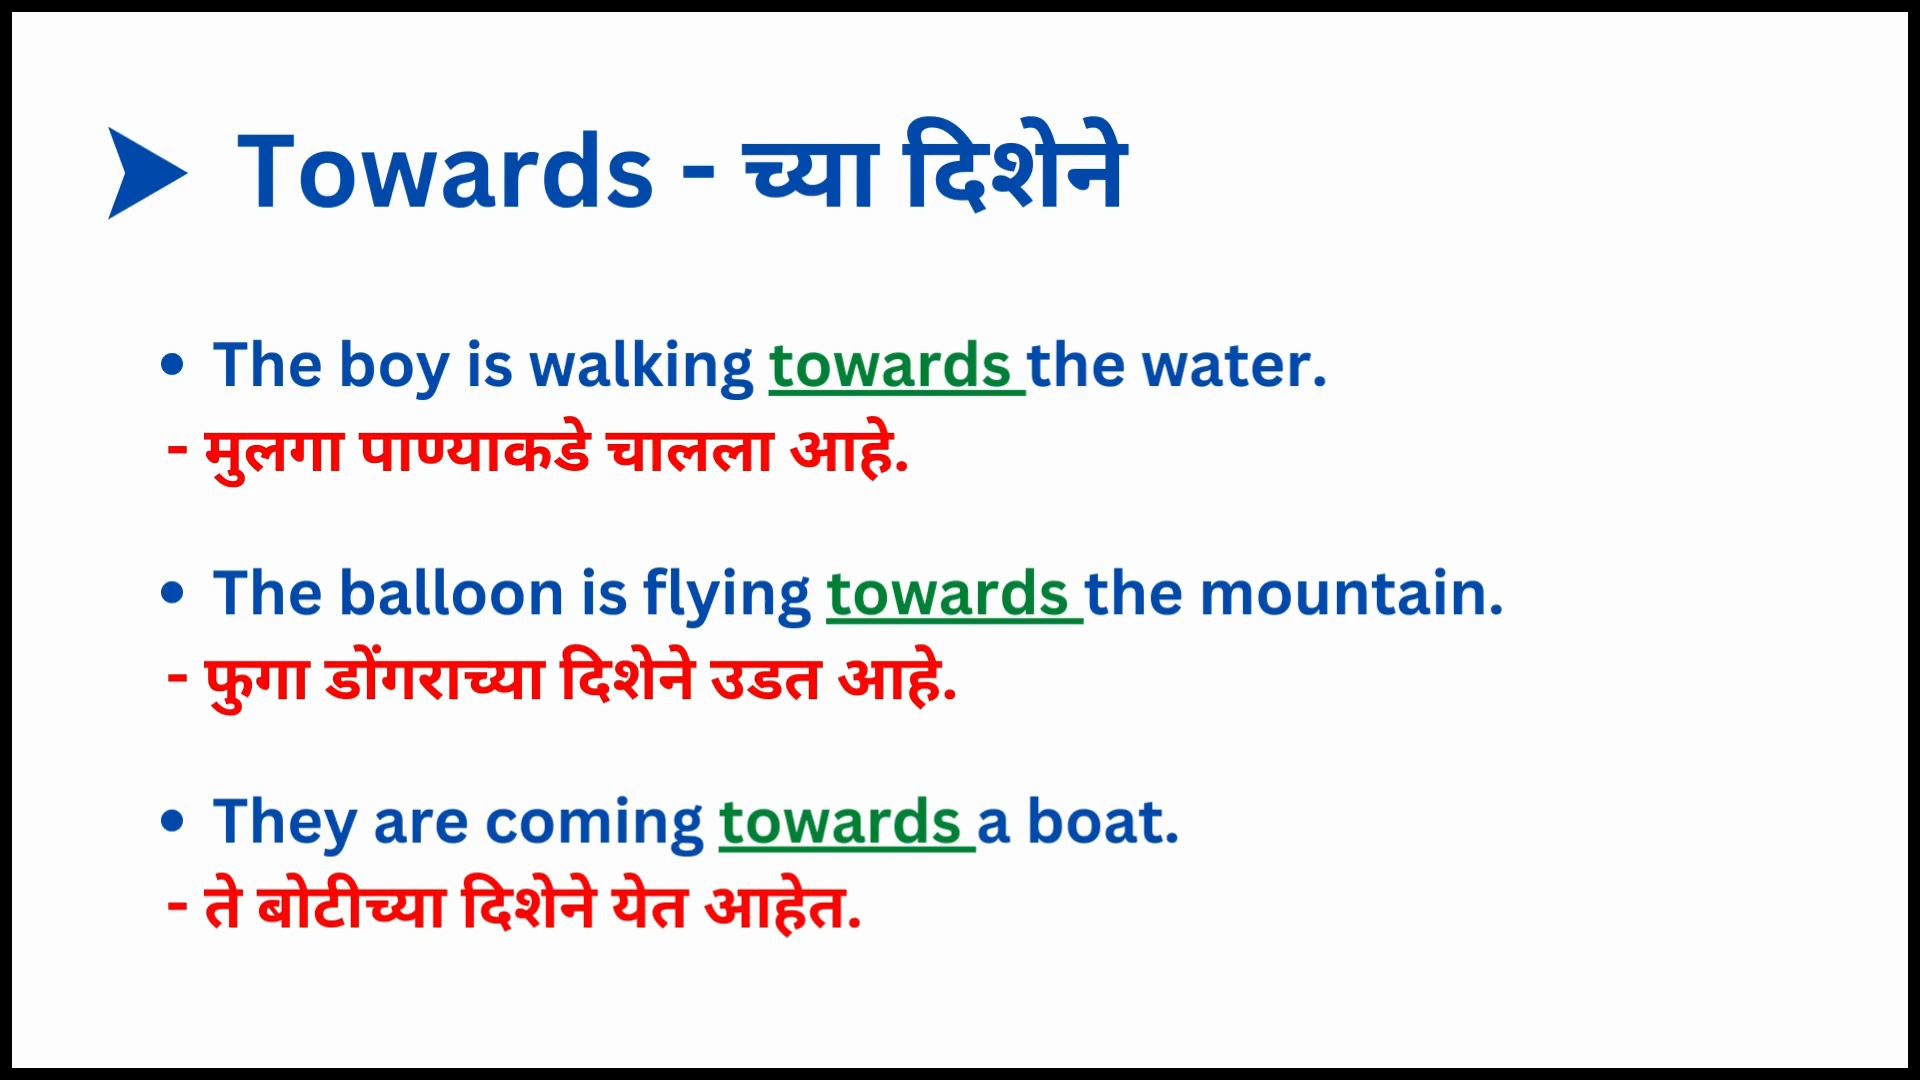 ➤ Towards - च्या दिशेने
• The boy is walking towards the water.
- मुलगा पाण्याकडे चालला आहे.
• The balloon is flying towards the mountain.
- फुगा डोंगराच्या दिशेने उडत आहे.
• They are coming towards a boat.
- ते बोटीच्या दिशेने येत आहेत.